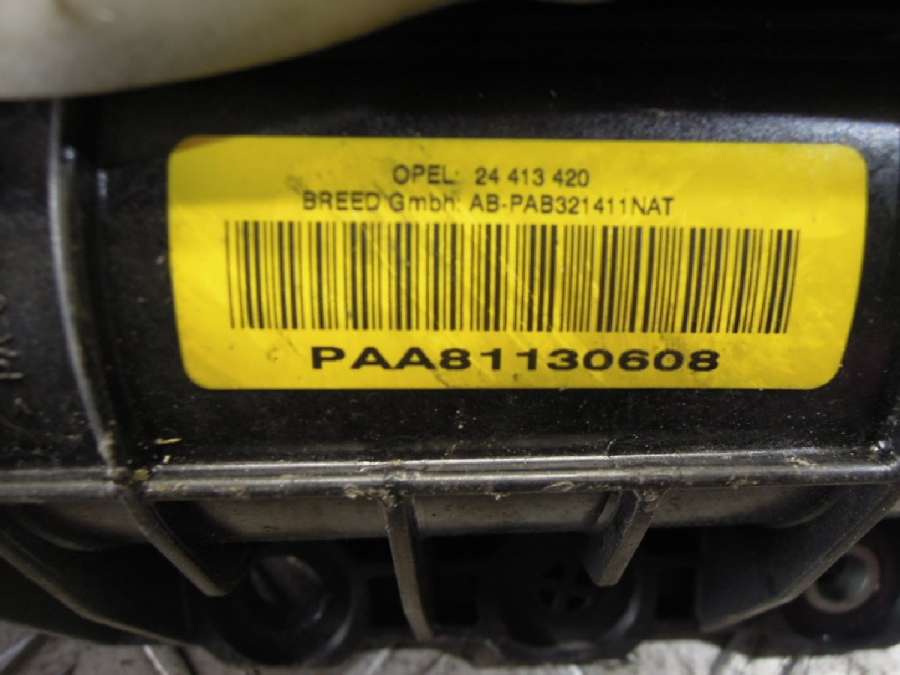 OPEL: 24 413 420
BREED Gmbh: AB-PAB321411NAT
PAA81130608